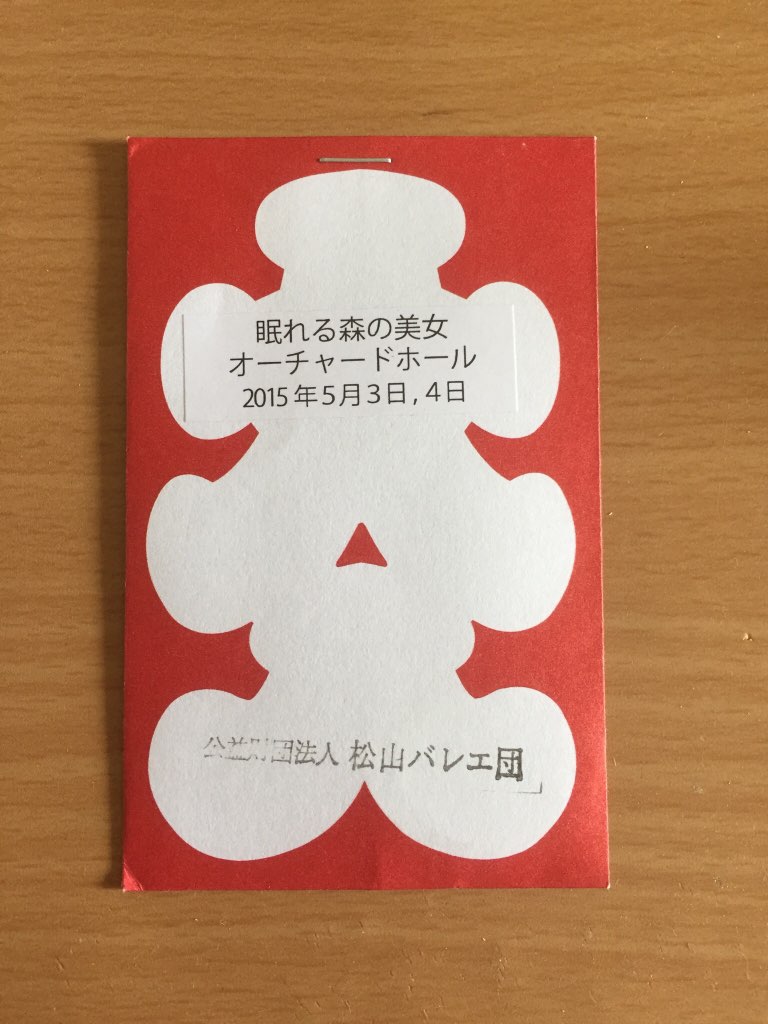 眠れる森の美女
オーチャードホール
2015年5月3日,4日
公益財団法人 松山バレエ団